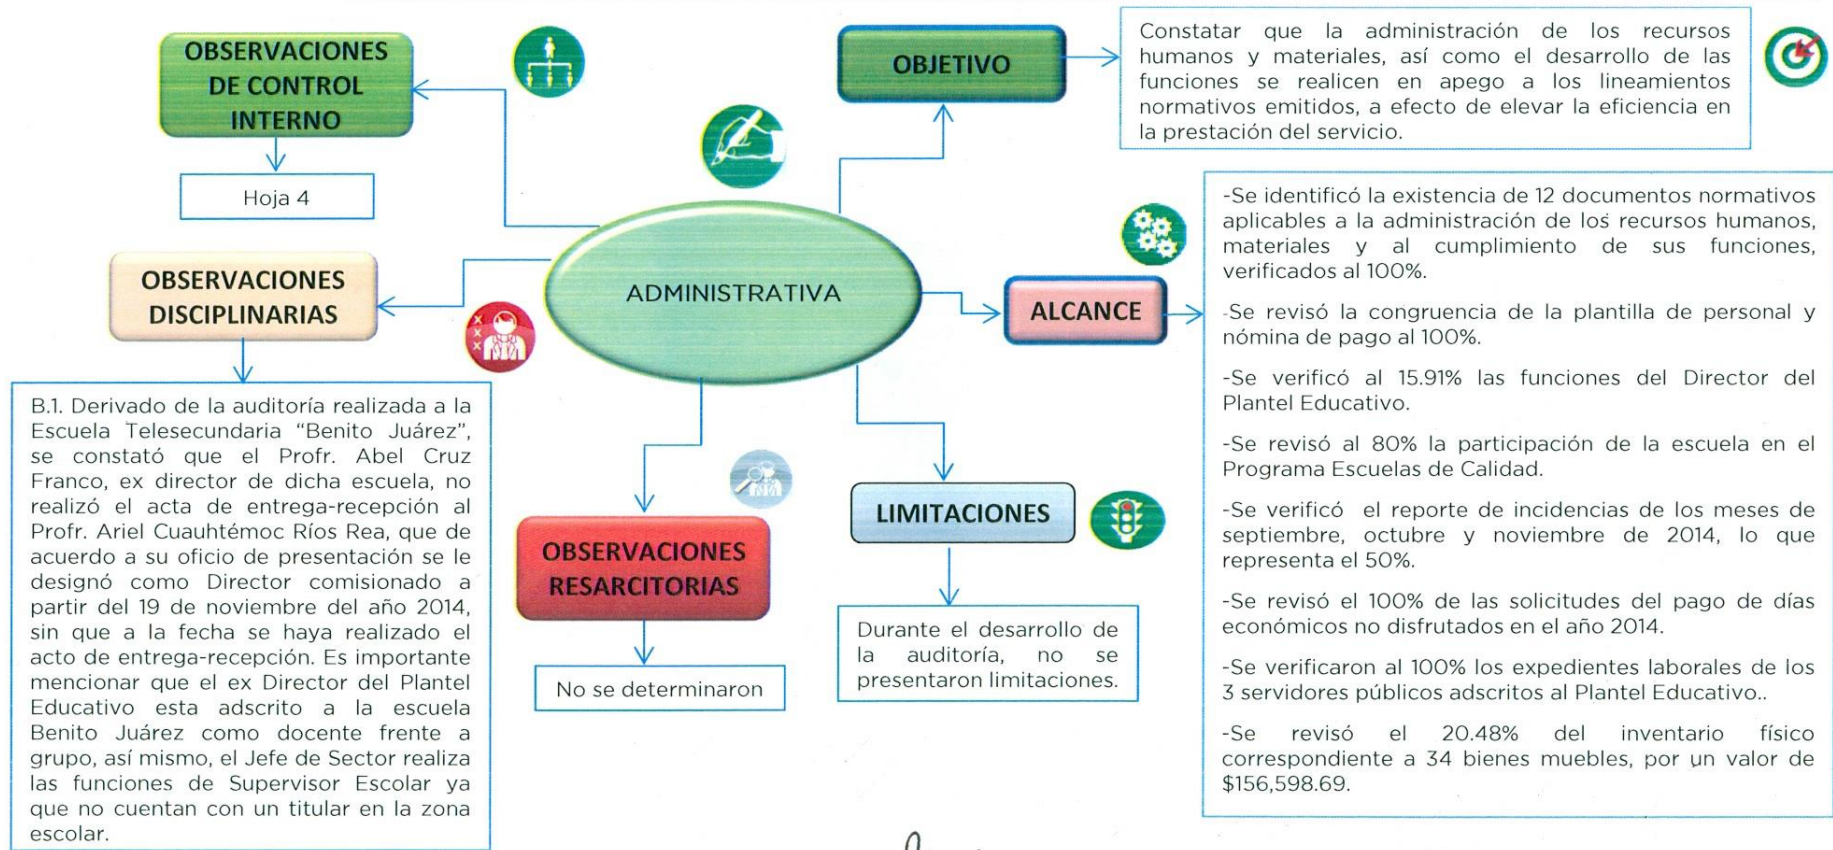 OBSERVACIONES
DE CONTROL
INTERNO
Hoja 4
OBJETIVO
Constatar que la administración de los recursos
humanos y materiales, así como el desarrollo de las
funciones se realicen en apego a los lineamientos
normativos emitidos, a efecto de elevar la eficiencia en
la prestación del servicio.
ADMINISTRATIVA
OBSERVACIONES
DISCIPLINARIAS
B.1. Derivado de la auditoría realizada a la
Escuela Telesecundaria “Benito Juárez”,
se constató que el Profr. Abel Cruz
Franco, ex director de dicha escuela, no
realizó el acta de entrega-recepción al
Profr. Ariel Cuauhtémoc Ríos Rea, que de
acuerdo a su oficio de presentación se le
designó como Director comisionado a
partir del 19 de noviembre del año 2014,
sin que a la fecha se haya realizado el
acto de entrega-recepción. Es importante
mencionar que el ex Director del Plantel
Educativo esta adscrito a la escuela
Benito Juárez como docente frente a
grupo, así mismo, el Jefe de Sector realiza
las funciones de Supervisor Escolar ya
que no cuentan con un titular en la zona
escolar.
OBSERVACIONES
RESARCITORIAS
No se determinaron
LIMITACIONES
Durante el desarrollo de
la auditoría, no se
presentaron limitaciones.
ALCANCE
-Se identificó la existencia de 12 documentos normativos
aplicables a la administración de los recursos humanos,
materiales y al cumplimiento de sus funciones,
verificados al 100%.
-Se revisó la congruencia de la plantilla de personal y
nómina de pago al 100%.
-Se verificó al 15.91% las funciones del Director del
Plantel Educativo.
-Se revisó al 80% la participación de la escuela en el
Programa Escuelas de Calidad.
-Se verificó el reporte de incidencias de los meses de
septiembre, octubre y noviembre de 2014, lo que
representa el 50%.
-Se revisó el 100% de las solicitudes del pago de días
económicos no disfrutados en el año 2014.
-Se verificaron al 100% los expedientes laborales de los
3 servidores públicos adscritos al Plantel Educativo..
-Se revisó el 20.48% del inventario físico
correspondiente a 34 bienes muebles, por un valor de
$156,598.69.